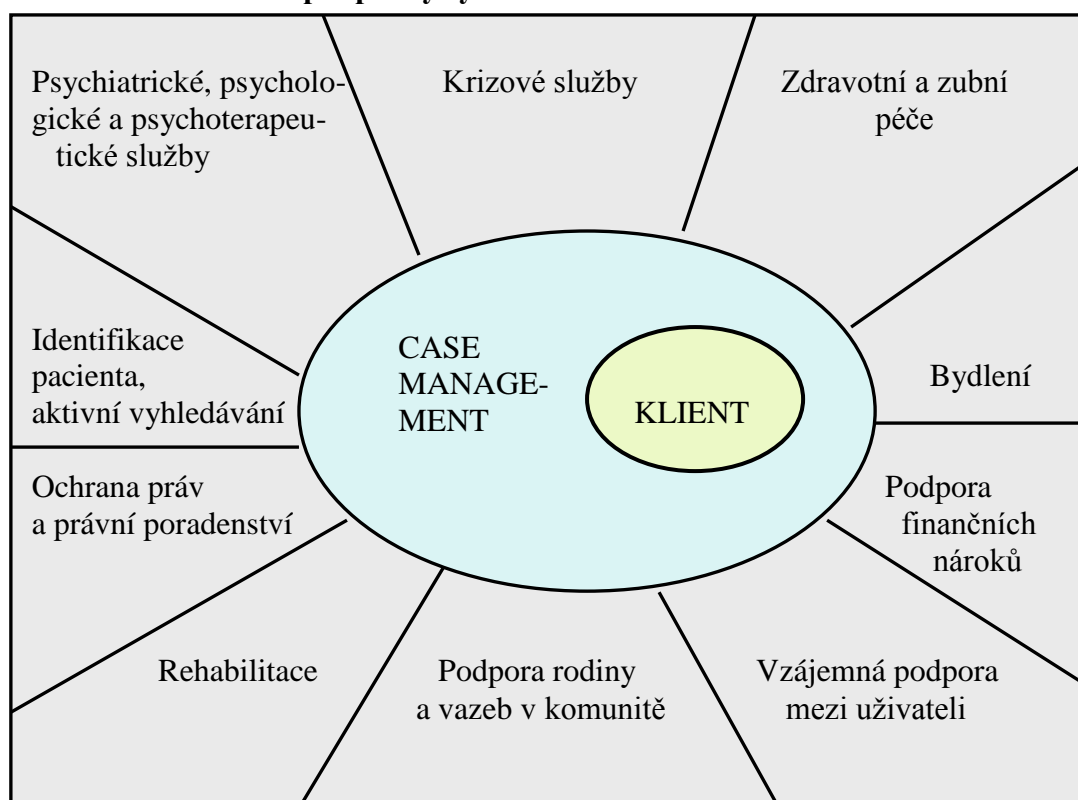 Psychiatrické, psycholo-
gické a psychoterapeu-
tické služby
Krizové služby
Zdravotní a zubní
péče
Identifikace
pacienta,
aktivní vyhledávání
CASE
MANAGE-
MENT
KLIENT
Bydlení
Ochrana práv
a právní poradenství
Podpora
finančních
nároků
Rehabilitace
Podpora rodiny
a vazeb v komunitě
Vzájemná podpora
mezi uživateli